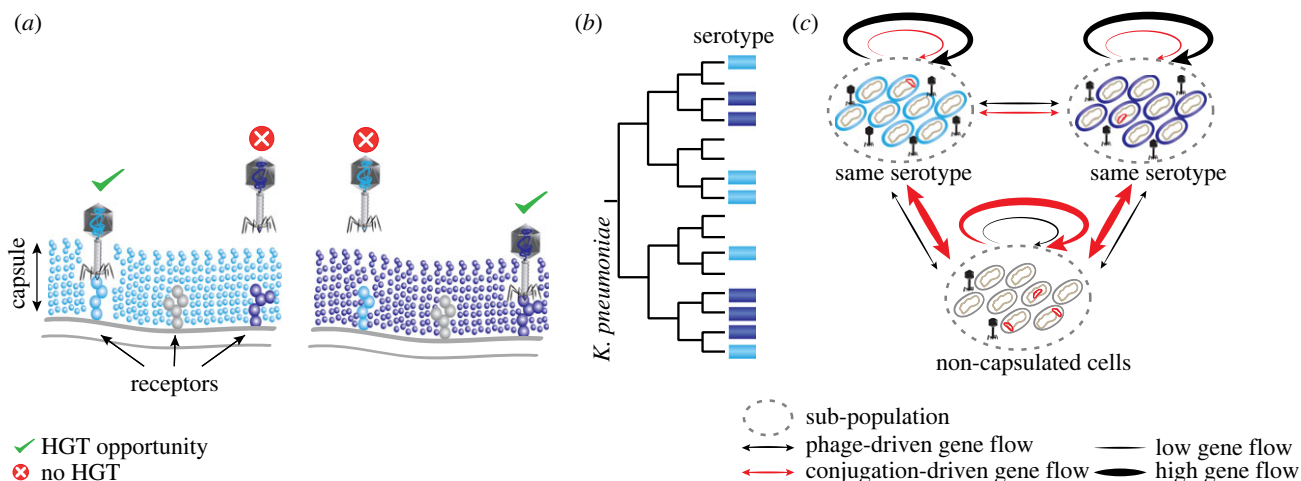 (a)
capsule
receptors
HGT opportunity
no HGT
(b)
serotype
K. pneumoniae
(c)
same serotype
same serotype
non-capsulated cells
sub-population
phage-driven gene flow
conjugation-driven gene flow
low gene flow
high gene flow